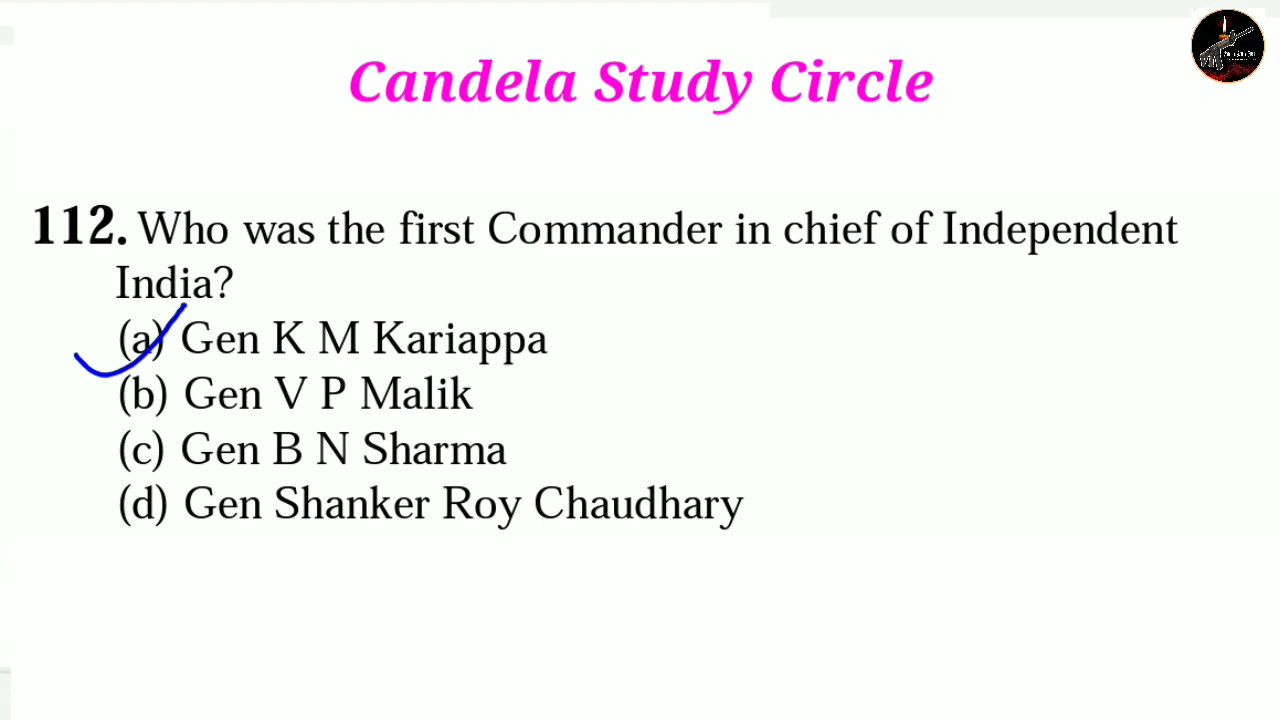 Candela Study Circle
112. Who was the first Commander in chief of Independent
India?
(a) Gen K M Kariappa
(b) Gen V P Malik
(c) Gen B N Sharma
(d) Gen Shanker Roy Chaudhary